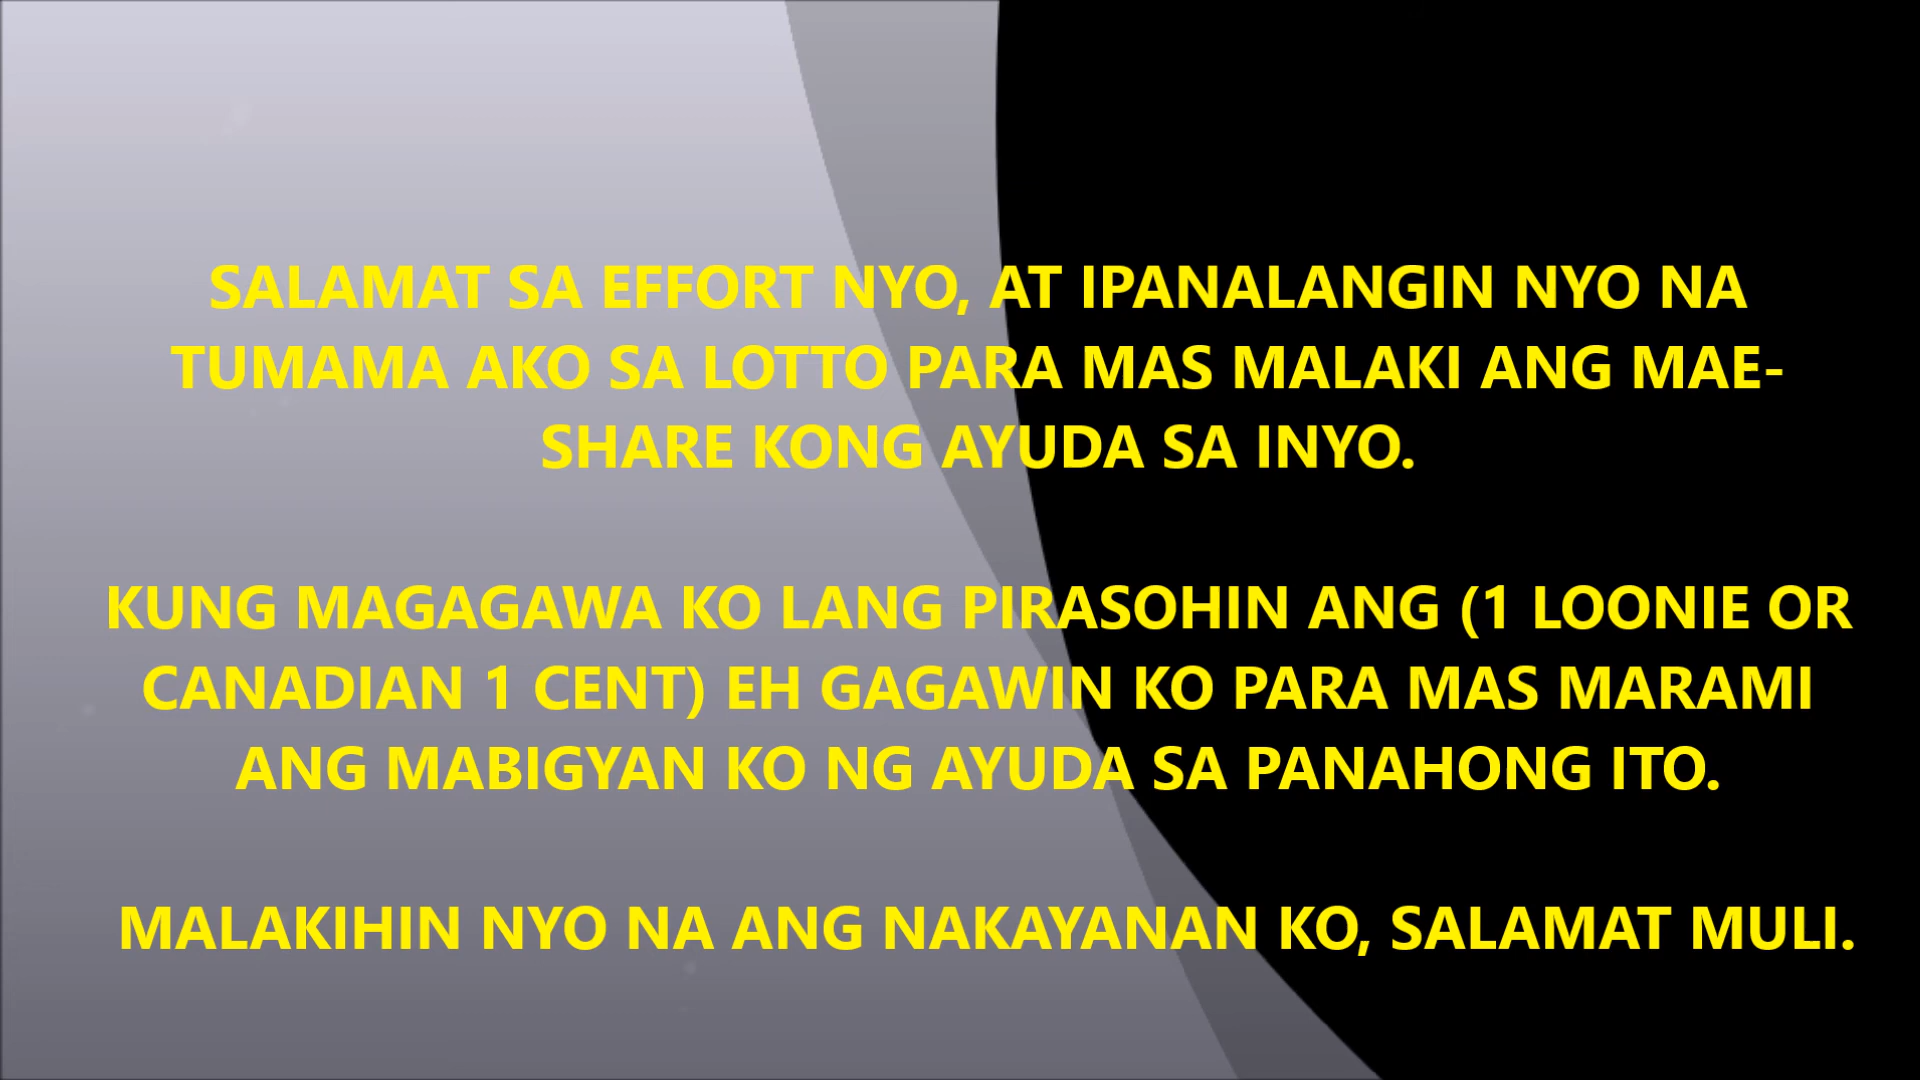 SALAMAT SA EFFORT NYO, AT IPANALANGIN NYO NA
TUMAMA AKO SA LOTTO PARA MAS MALAKI ANG MAE-
SHARE KONG AYUDA SA INYO.
KUNG MAGAGAWA KO LANG PIRASOHIN ANG (1 LOONIE OR
CANADIAN 1 CENT) EH GAGAWIN KO PARA MAS MARAMI
ANG MABIGYAN KO NG AYUDA SA PANAHONG ITO.
MALAKIHIN NYO NA ANG NAKAYANAN KO, SALAMAT MULI.